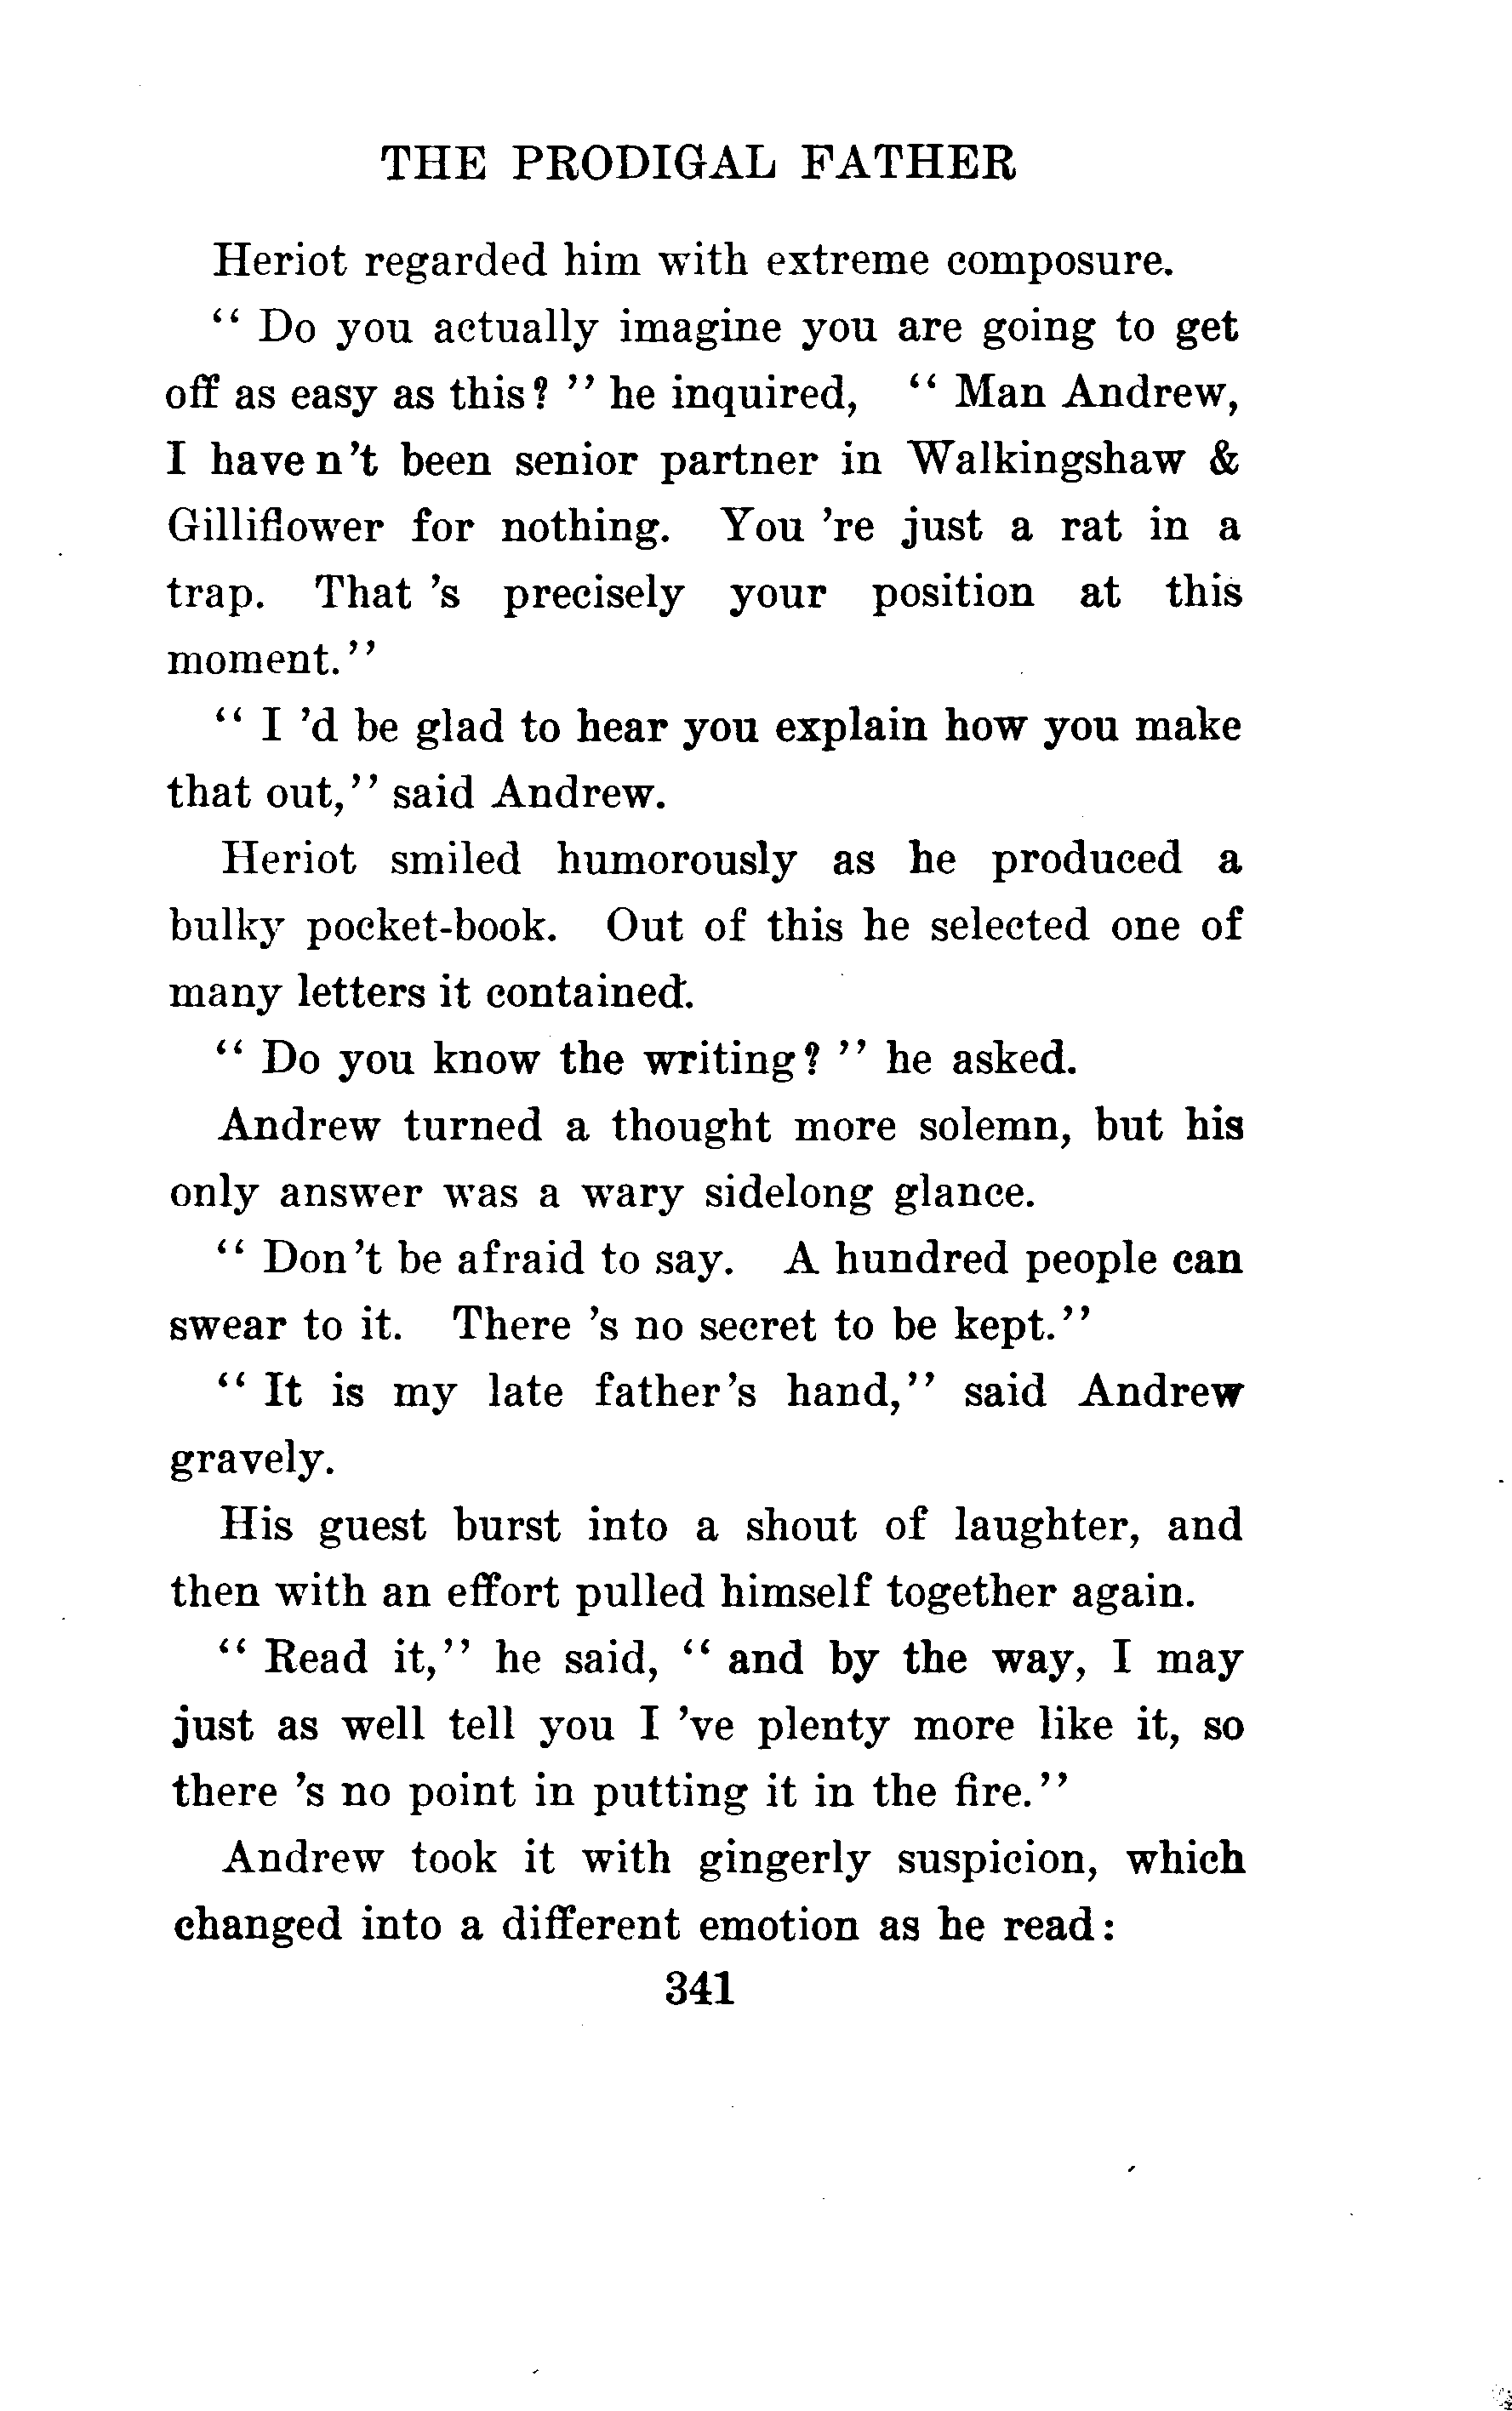 THE PRODIGAL FATHER
Heriot regarded him with extreme composure.
“ Do you actually imagine you are going to get
off as easy as this? ” he inquired, “ Man Andrew,
I have n't been senior partner in Walkingshaw &
Gilliflower for nothing. You 're just a rat in a
trap. That 's precisely your position at this
moment.”
“ I 'd be glad to hear you explain how you make
that out,” said Andrew.
Heriot smiled humorously as he produced a
bulky pocket-book. Out of this he selected one of
many letters it contained.
“ Do you know the writing? ” he asked.
Andrew turned a thought more solemn, but his
only answer was a wary sidelong glance.
“ Don't be afraid to say. A hundred people can
swear to it. There 's no secret to be kept.”
“ It is my late father's hand,” said Andrew
gravely.
His guest burst into a shout of laughter, and
then with an effort pulled himself together again.
“ Read it,” he said, “ and by the way, I may
just as well tell you I 've plenty more like it, so
there 's no point in putting it in the fire.”
Andrew took it with gingerly suspicion, which
changed into a different emotion as he read:
341